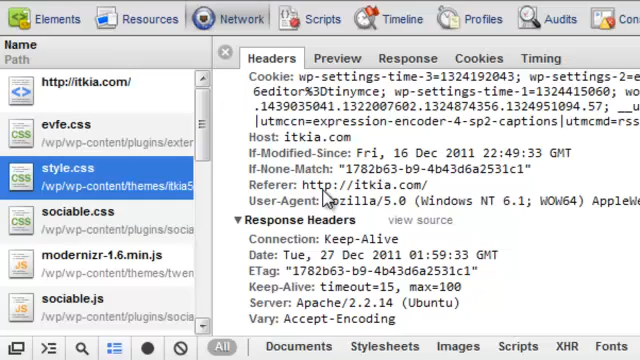 Elements Resources Network Scripts Timeline Profiles Audits
Name
Path
Headers Preview Response Cookies Timing
http://itkia.com/
evfe.css
/wp/wp-content/plugins/exter
style.css
/wp/wp-content/themes/itkia5
sociable.css
/wp/wp-content/plugins/socia
modernizr-1.6.min.js
/wp/wp-content/themes/twen
sociable.js
/wp/wp-content/plugins/socia
Cookie: wp-settings-time-3=1324192043; wp-settings-2=e
6editor%3Dtinymce; wp-settings-time-1=1324415060; __u
.1439035041.1322007602.1324874356.1324951094.57; __u
|utmccn=expression-encoder-4-sp2-captions|utmcmd=rss
Host: itkia.com
If-Modified-Since: Fri, 16 Dec 2011 22:49:33 GMT
If-None-Match: "1782b63-b9-4b43d6a2531c1"
Referer: http://itkia.com/
User-Agent: Mozilla/5.0 (Windows NT 6.1; WOW64) AppleWe
Response Headers view source
Connection: Keep-Alive
Date: Tue, 27 Dec 2011 01:59:33 GMT
ETag: "1782b63-b9-4b43d6a2531c1"
Keep-Alive: timeout=15, max=100
Server: Apache/2.2.14 (Ubuntu)
Vary: Accept-Encoding
All Documents Stylesheets Images Scripts XHR Fonts